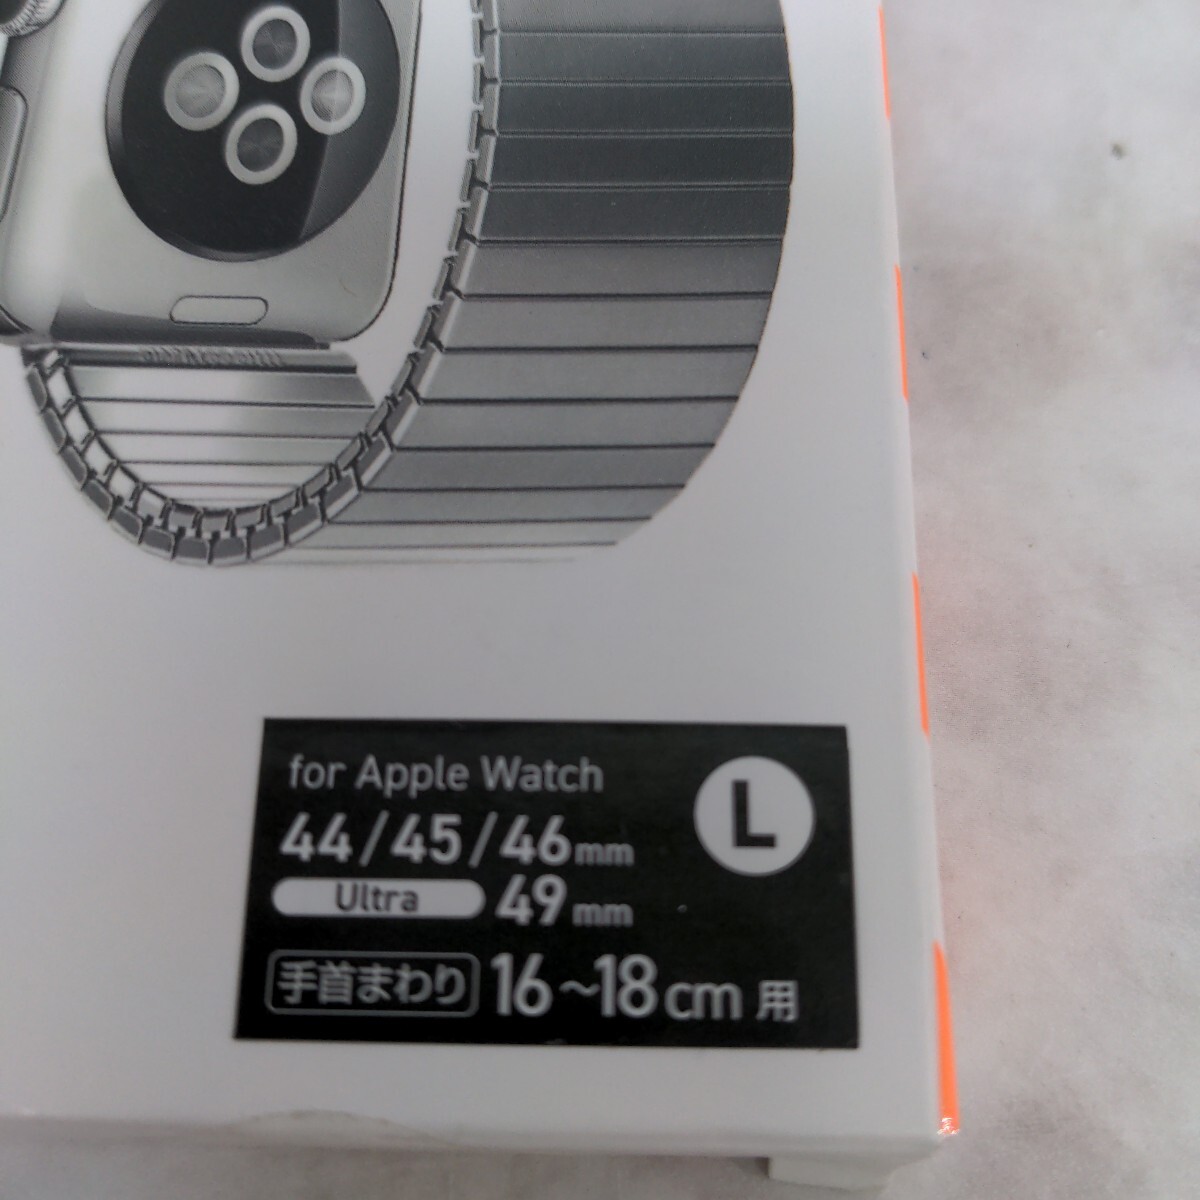 for Apple Watch
44/45/46mm
L
Ultra 49mm
手首まわり 16~18cm用